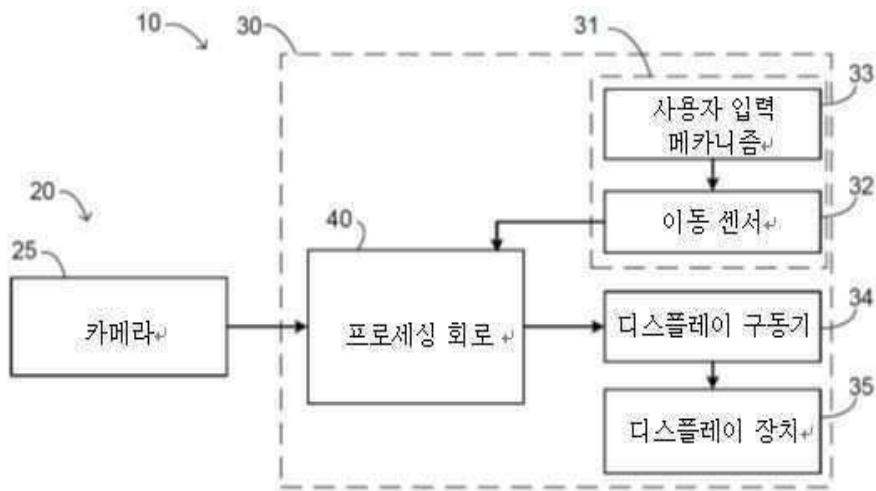 10
30
31
33
사용자 입력
메카니즘↵
20
32
이동 센서↵
25
40
카메라↵
프로세싱 회로 ↵
34
디스플레이 구동기
35
디스플레이 장치↵